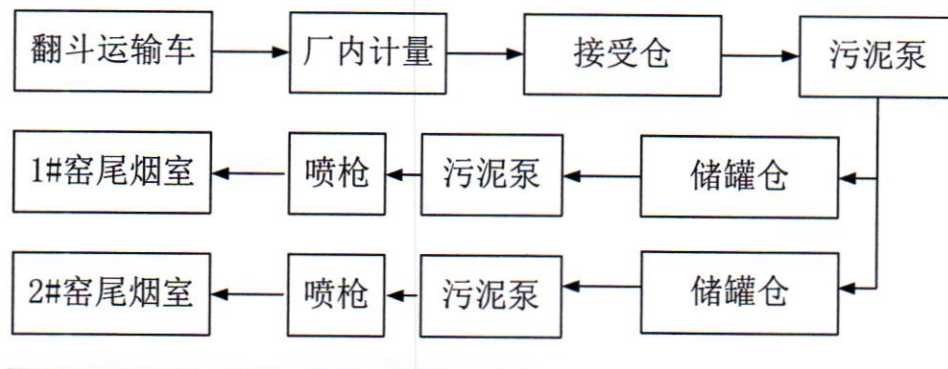 翻斗运输车 厂内计量 接受仓 污泥泵
1#窑尾烟室 喷枪 污泥泵 储罐仓
2#窑尾烟室 喷枪 污泥泵 储罐仓